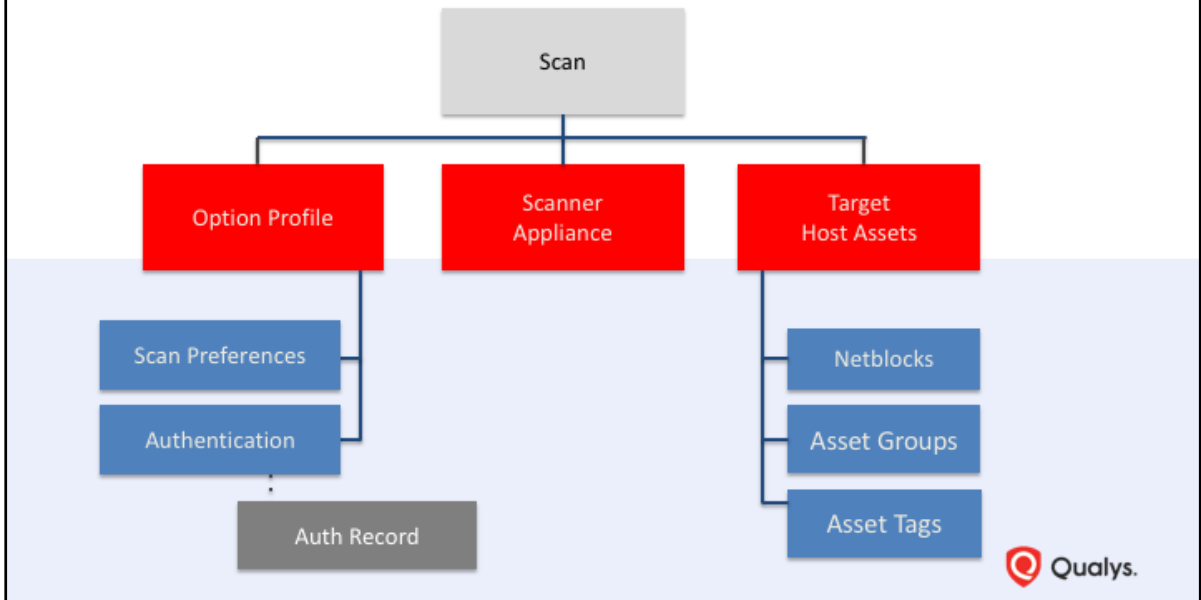 Scan
Option Profile
Scanner
Appliance
Target
Host Assets
Scan Preferences
Authentication
Auth Record
Netblocks
Asset Groups
Asset Tags
Qualys.